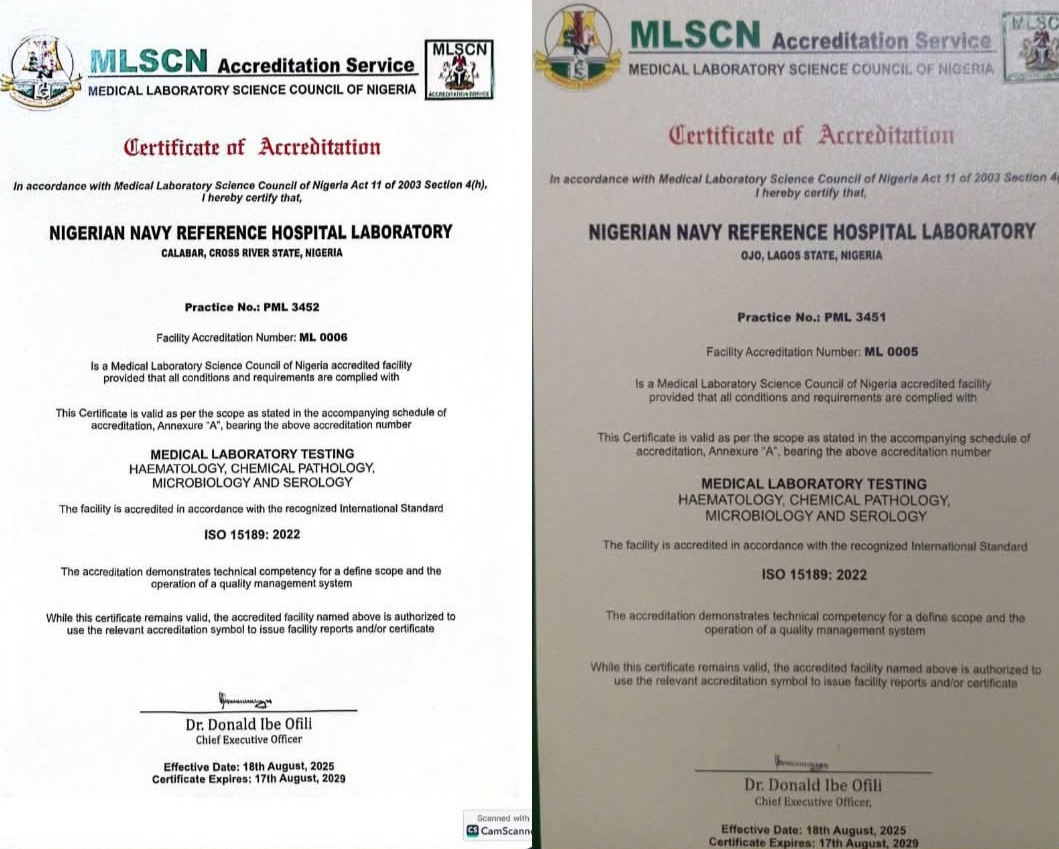 MLSCN Accreditation Service
MEDICAL LABORATORY SCIENCE COUNCIL OF NIGERIA
MLSCN
ACCREDITATION SERVICE
Certificate of Accreditation
In accordance with Medical Laboratory Science Council of Nigeria Act 11 of 2003 Section 4(h),
I hereby certify that,
NIGERIAN NAVY REFERENCE HOSPITAL LABORATORY
CALABAR, CROSS RIVER STATE, NIGERIA
Practice No.: PML 3452
Facility Accreditation Number: ML 0006
Is a Medical Laboratory Science Council of Nigeria accredited facility
provided that all conditions and requirements are complied with
This Certificate is valid as per the scope as stated in the accompanying schedule of
accreditation, Annexure "A", bearing the above accreditation number
MEDICAL LABORATORY TESTING
HAEMATOLOGY, CHEMICAL PATHOLOGY,
MICROBIOLOGY AND SEROLOGY
The facility is accredited in accordance with the recognized International Standard
ISO 15189: 2022
The accreditation demonstrates technical competency for a define scope and the
operation of a quality management system
While this certificate remains valid, the accredited facility named above is authorized to
use the relevant accreditation symbol to issue facility reports and/or certificate
Dr. Donald Ibe Ofili
Chief Executive Officer
Effective Date: 18th August, 2025
Certificate Expires: 17th August, 2029
Scanned with
CS CamScann
MLSCN Accreditation Service
MEDICAL LABORATORY SCIENCE COUNCIL OF NIGERIA
MLSC
Certificate of Accreditation
In accordance with Medical Laboratory Science Council of Nigeria Act 11 of 2003 Section 4(
I hereby certify that,
NIGERIAN NAVY REFERENCE HOSPITAL LABORATORY
OJO, LAGOS STATE, NIGERIA
Practice No.: PML 3451
Facility Accreditation Number: ML 0005
Is a Medical Laboratory Science Council of Nigeria accredited facility
provided that all conditions and requirements are complied with
This Certificate is valid as per the scope as stated in the accompanying schedule of
accreditation, Annexure "A", bearing the above accreditation number
MEDICAL LABORATORY TESTING
HAEMATOLOGY, CHEMICAL PATHOLOGY,
MICROBIOLOGY AND SEROLOGY
The facility is accredited in accordance with the recognized International Standard
ISO 15189: 2022
The accreditation demonstrates technical competency for a define scope and the
operation of a quality management system
While this certificate remains valid, the accredited facility named above is authorized to
use the relevant accreditation symbol to issue facility reports and/or certificate
Dr. Donald Ibe Ofili
Chief Executive Officer,
Effective Date: 18th August, 2025
Certificate Expires: 17th August, 2029